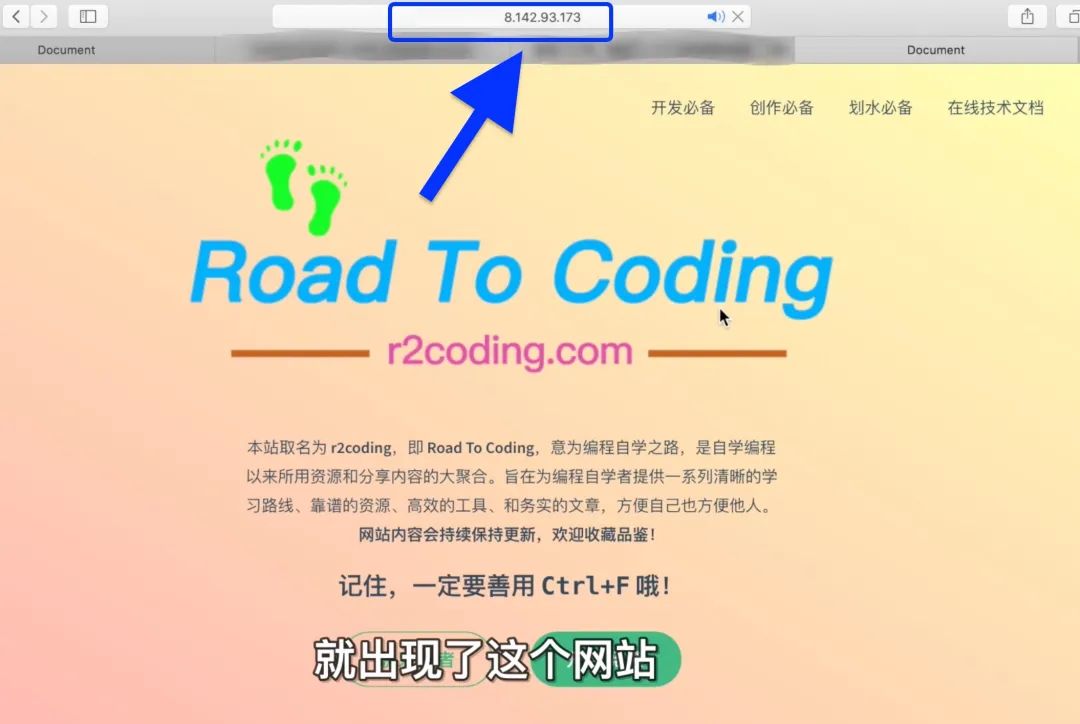 8.142.93.173
Document
Document
开发必备 创作必备 划水必备 在线技术文档
Road To Coding
r2coding.com
本站取名为 r2coding，即 Road To Coding，意为编程自学之路，是自学编程
以来所用资源和分享内容的大聚合。旨在为编程自学者提供一系列清晰的学
习路线、靠谱的资源、高效的工具、和务实的文章，方便自己也方便他人。
网站内容会持续保持更新，欢迎收藏品鉴！
记住，一定要善用 Ctrl+F 哦！
就出现了这个网站